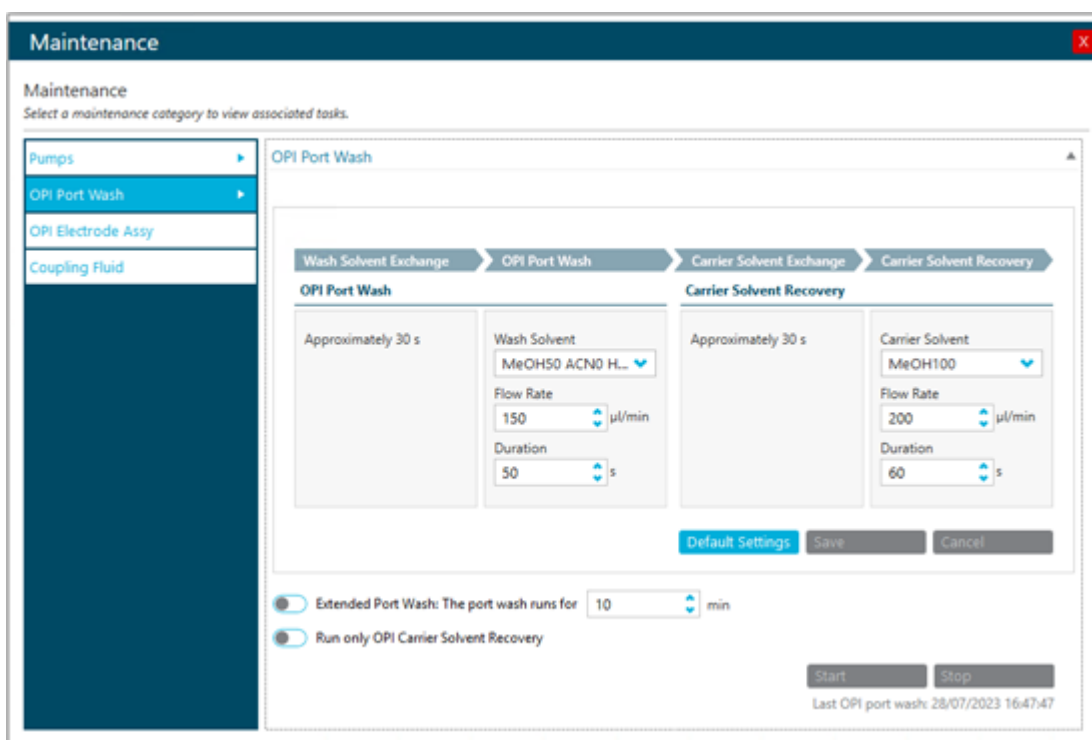 Maintenance
X
Maintenance
Select a maintenance category to view associated tasks.
Pumps
OPI Port Wash
OPI Electrode Assy
Coupling Fluid
OPI Port Wash
Wash Solvent Exchange OPI Port Wash Carrier Solvent Exchange Carrier Solvent Recovery
OPI Port Wash Carrier Solvent Recovery
Approximately 30 s Wash Solvent Approximately 30 s Carrier Solvent
MeOH50 ACN0 H... MeOH100
Flow Rate Flow Rate
150 µl/min 200 µl/min
Duration Duration
50 s 60 s
Default Settings Save Cancel
Extended Port Wash: The port wash runs for 10 min
Run only OPI Carrier Solvent Recovery
Start Stop
Last OPI port wash: 28/07/2023 16:47:47